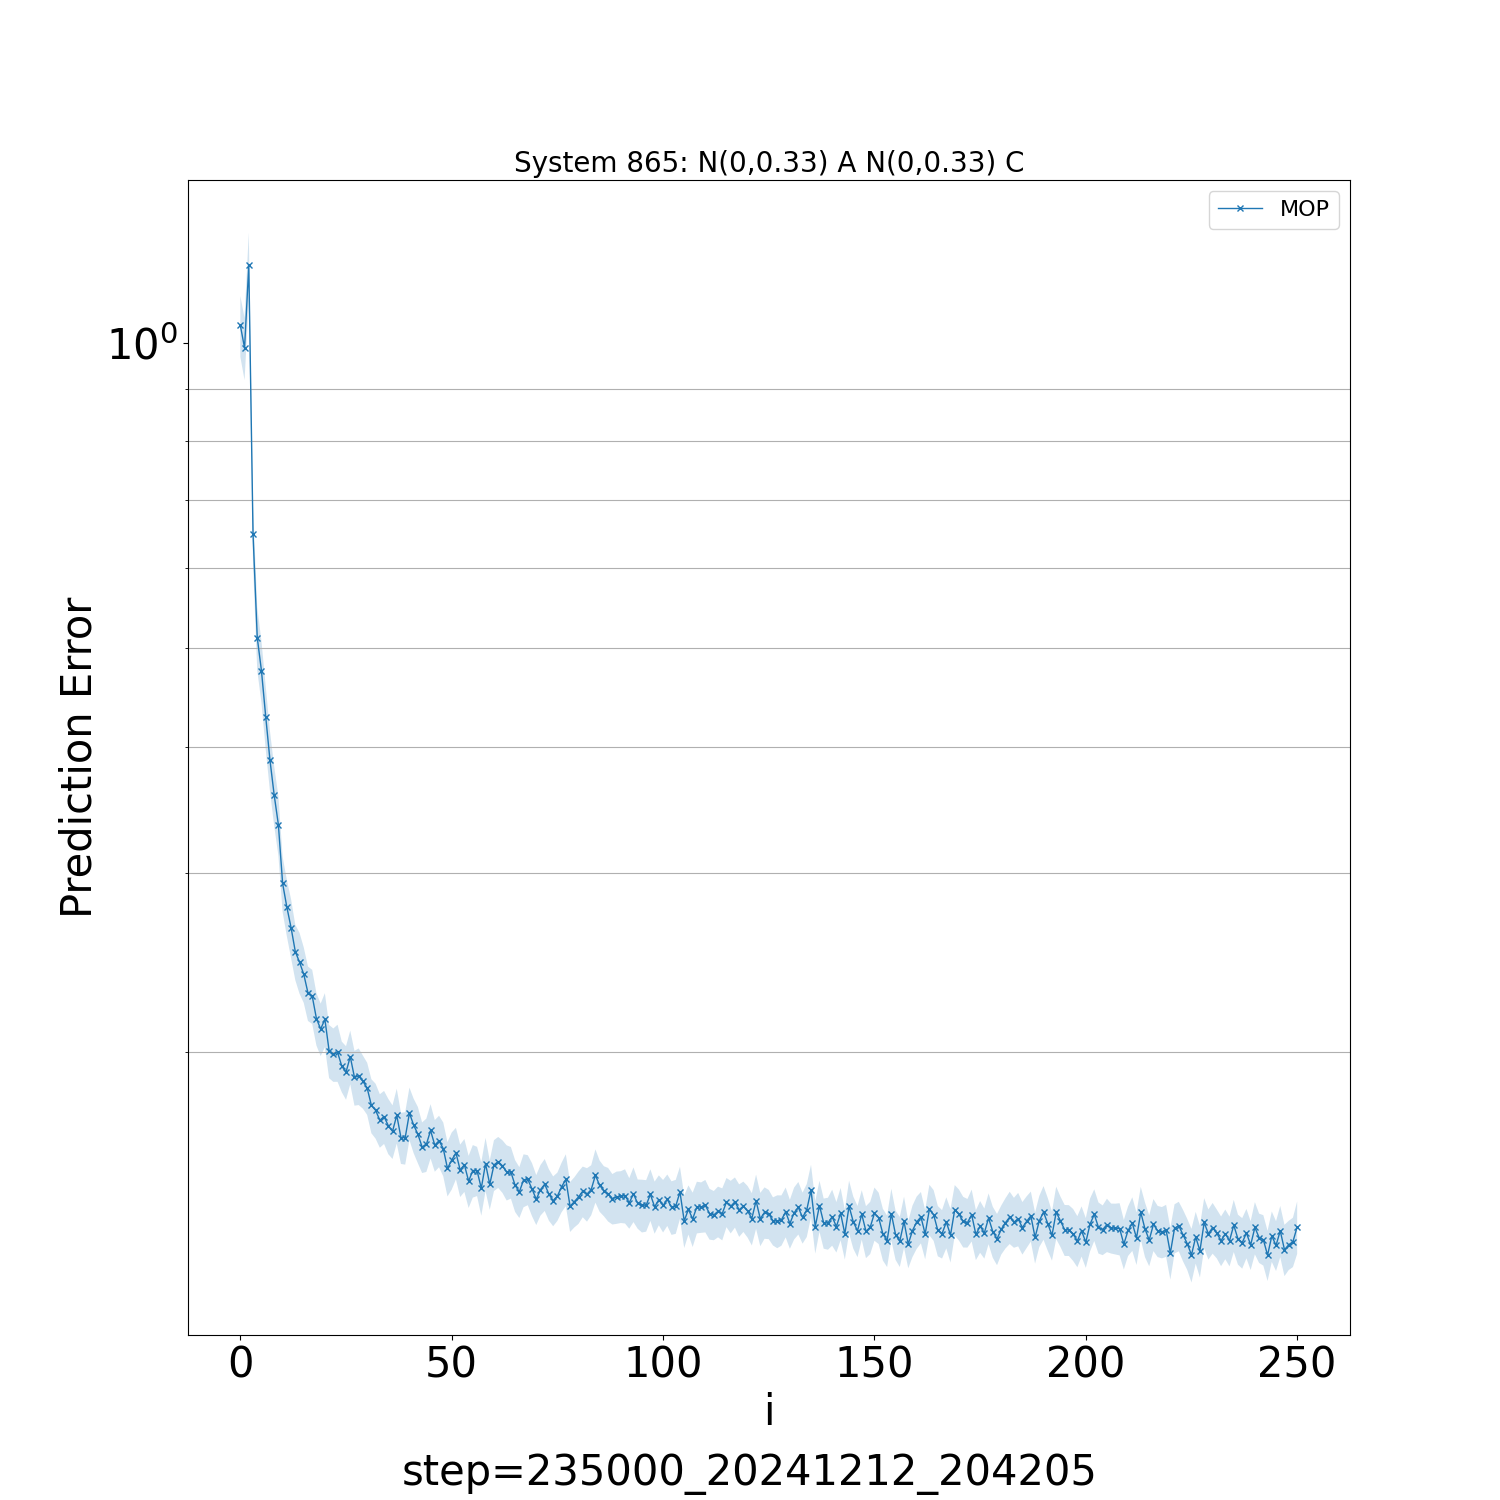 System 865: N(0,0.33) A N(0,0.33) C
MOP
10⁰
Prediction Error
0 50 100 150 200 250
i
step=235000_20241212_204205